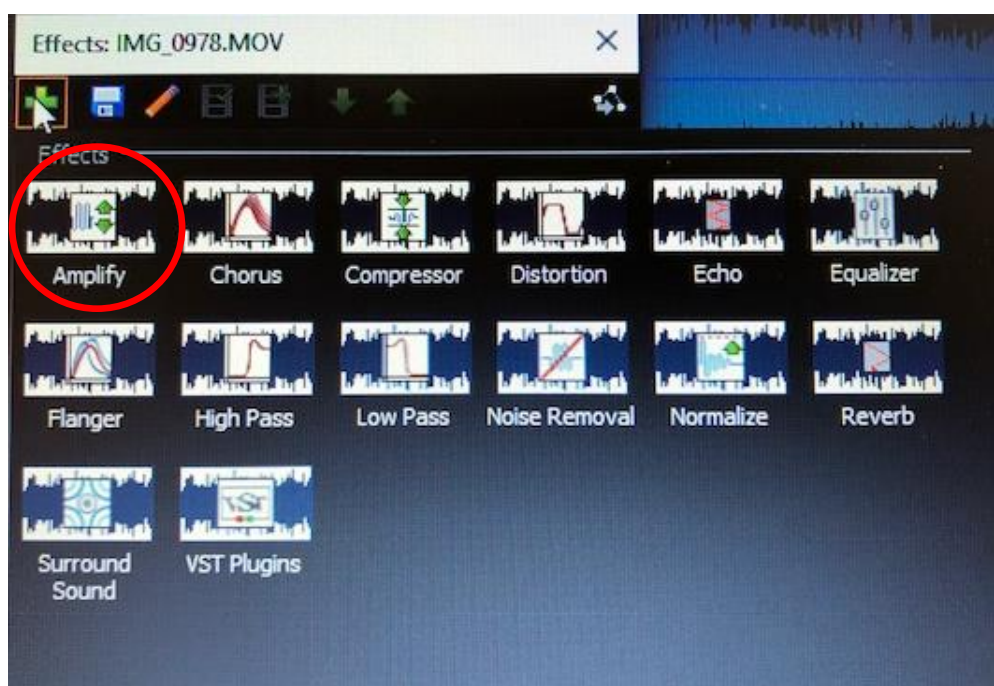 Effects: IMG_0978.MOV
Effects
Amplify Chorus Compressor Distortion Echo Equalizer
Flanger High Pass Low Pass Noise Removal Normalize Reverb
VST
Surround Sound VST Plugins